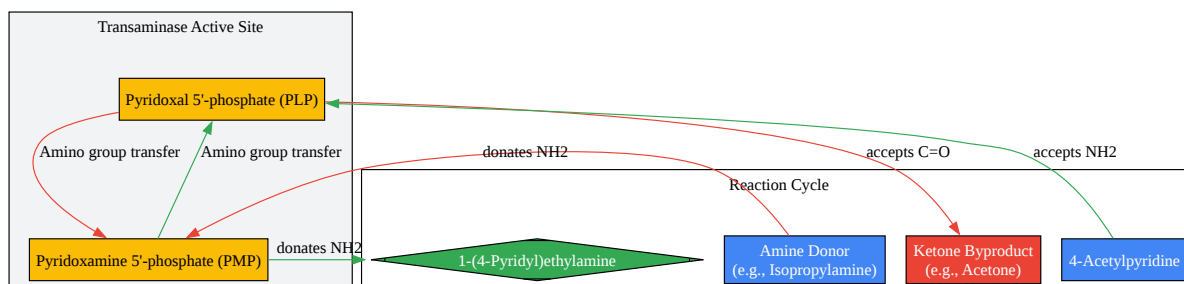 Transaminase Active Site
Pyridoxal 5'-phosphate (PLP)
Amino group transfer
Amino group transfer
donates NH2
accepts C=O
accepts NH2
Reaction Cycle
Pyridoxamine 5'-phosphate (PMP)
donates NH2
1-(4-Pyridyl)ethylamine
Amine Donor
(e.g., Isopropylamine)
Ketone Byproduct
(e.g., Acetone)
4-Acetylpyridine